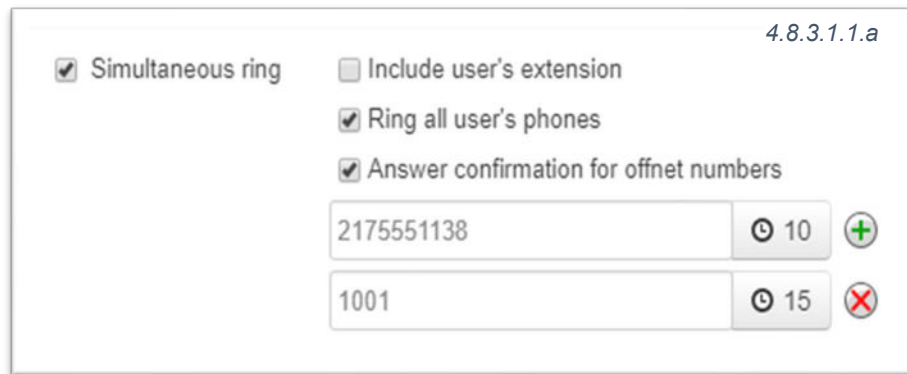 4.8.3.1.1.a
Simultaneous ring Include user's extension
Ring all user's phones
Answer confirmation for offnet numbers
2175551138 10
1001 15